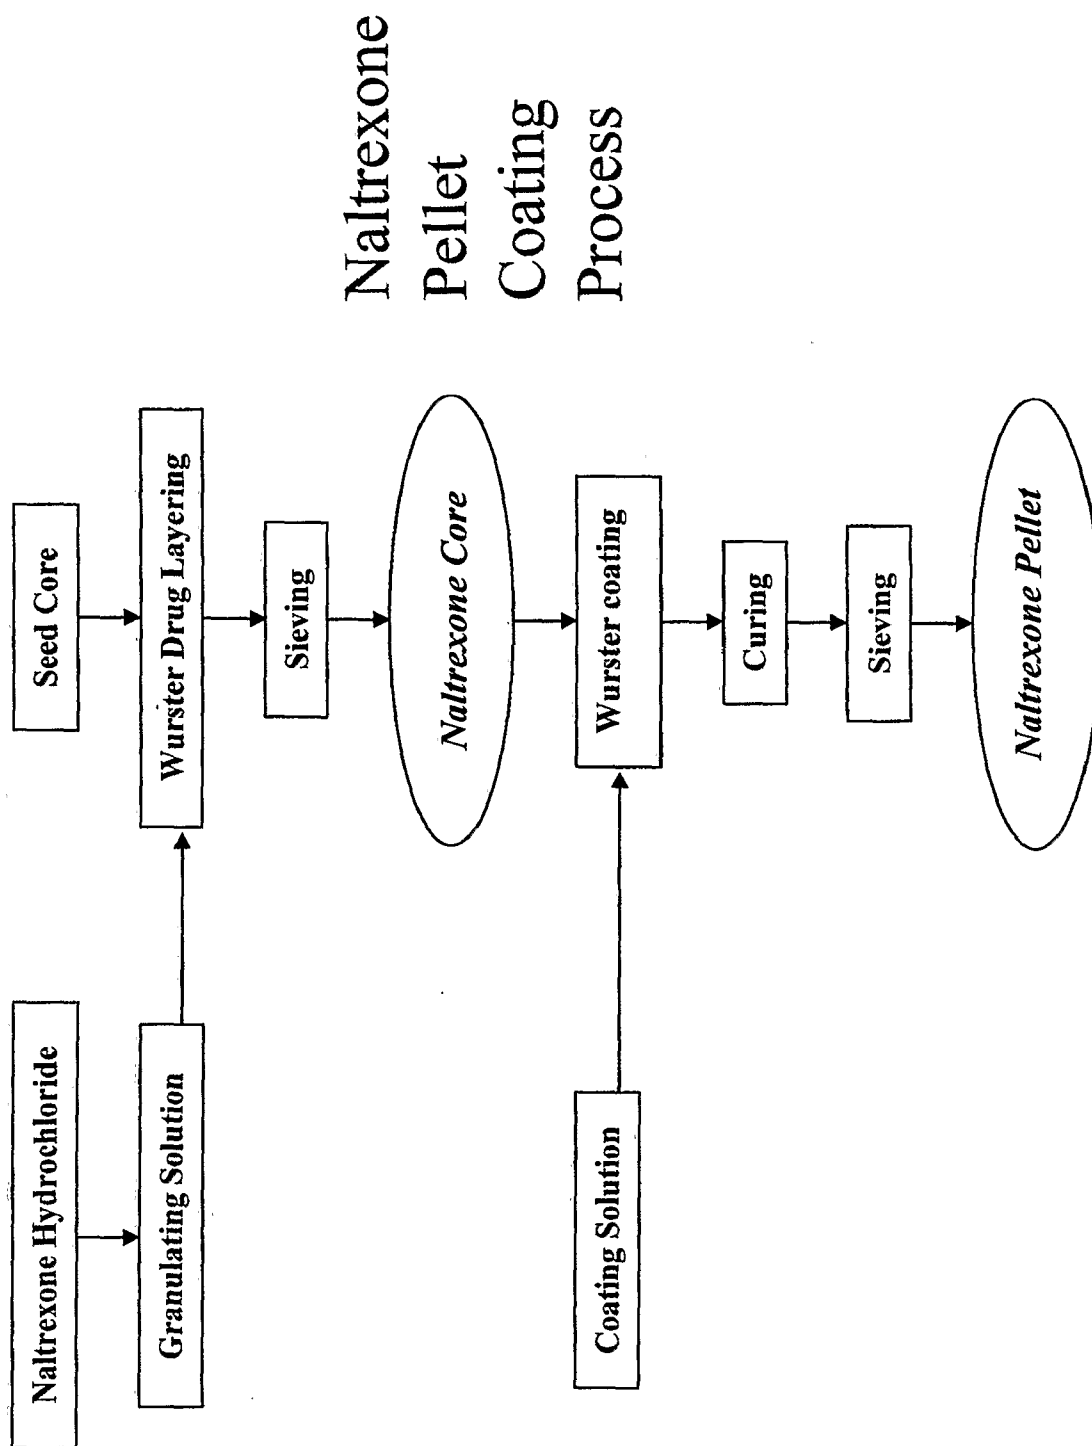 Naltrexone Hydrochloride
Seed Core
Granulating Solution
Wurster Drug Layering
Sieving
Naltrexone Core
Coating Solution
Wurster coating
Curing
Sieving
Naltrexone Pellet
Naltrexone
Pellet
Coating
Process